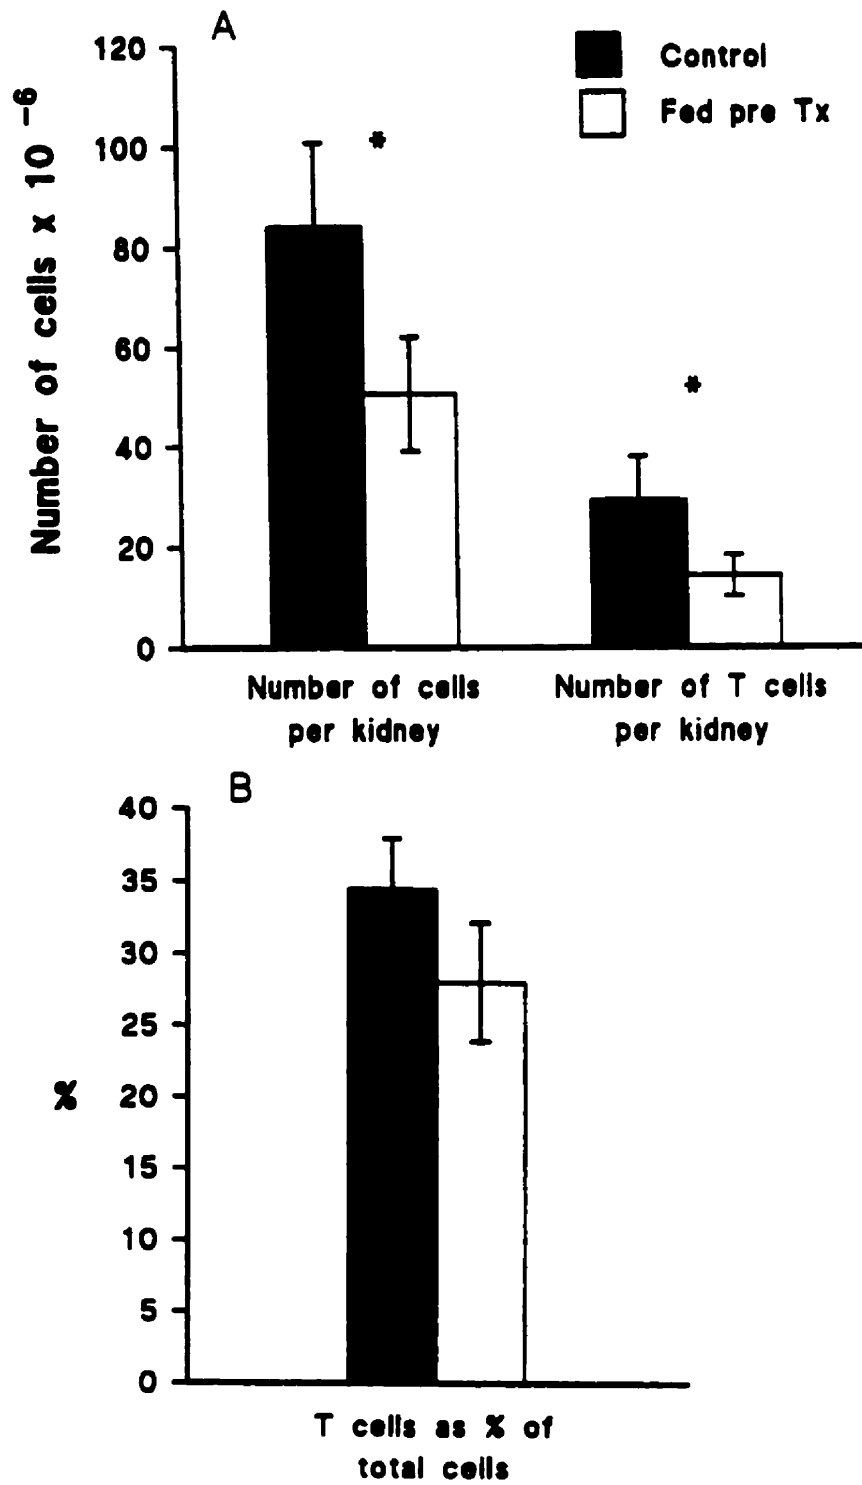 A
Control
Fed pre Tx
Number of cells x 10 -6
120
100
80
60
40
20
0
*
*
Number of cells
per kidney
Number of T cells
per kidney
B
%
40
35
30
25
20
15
10
5
0
T cells as % of
total cells